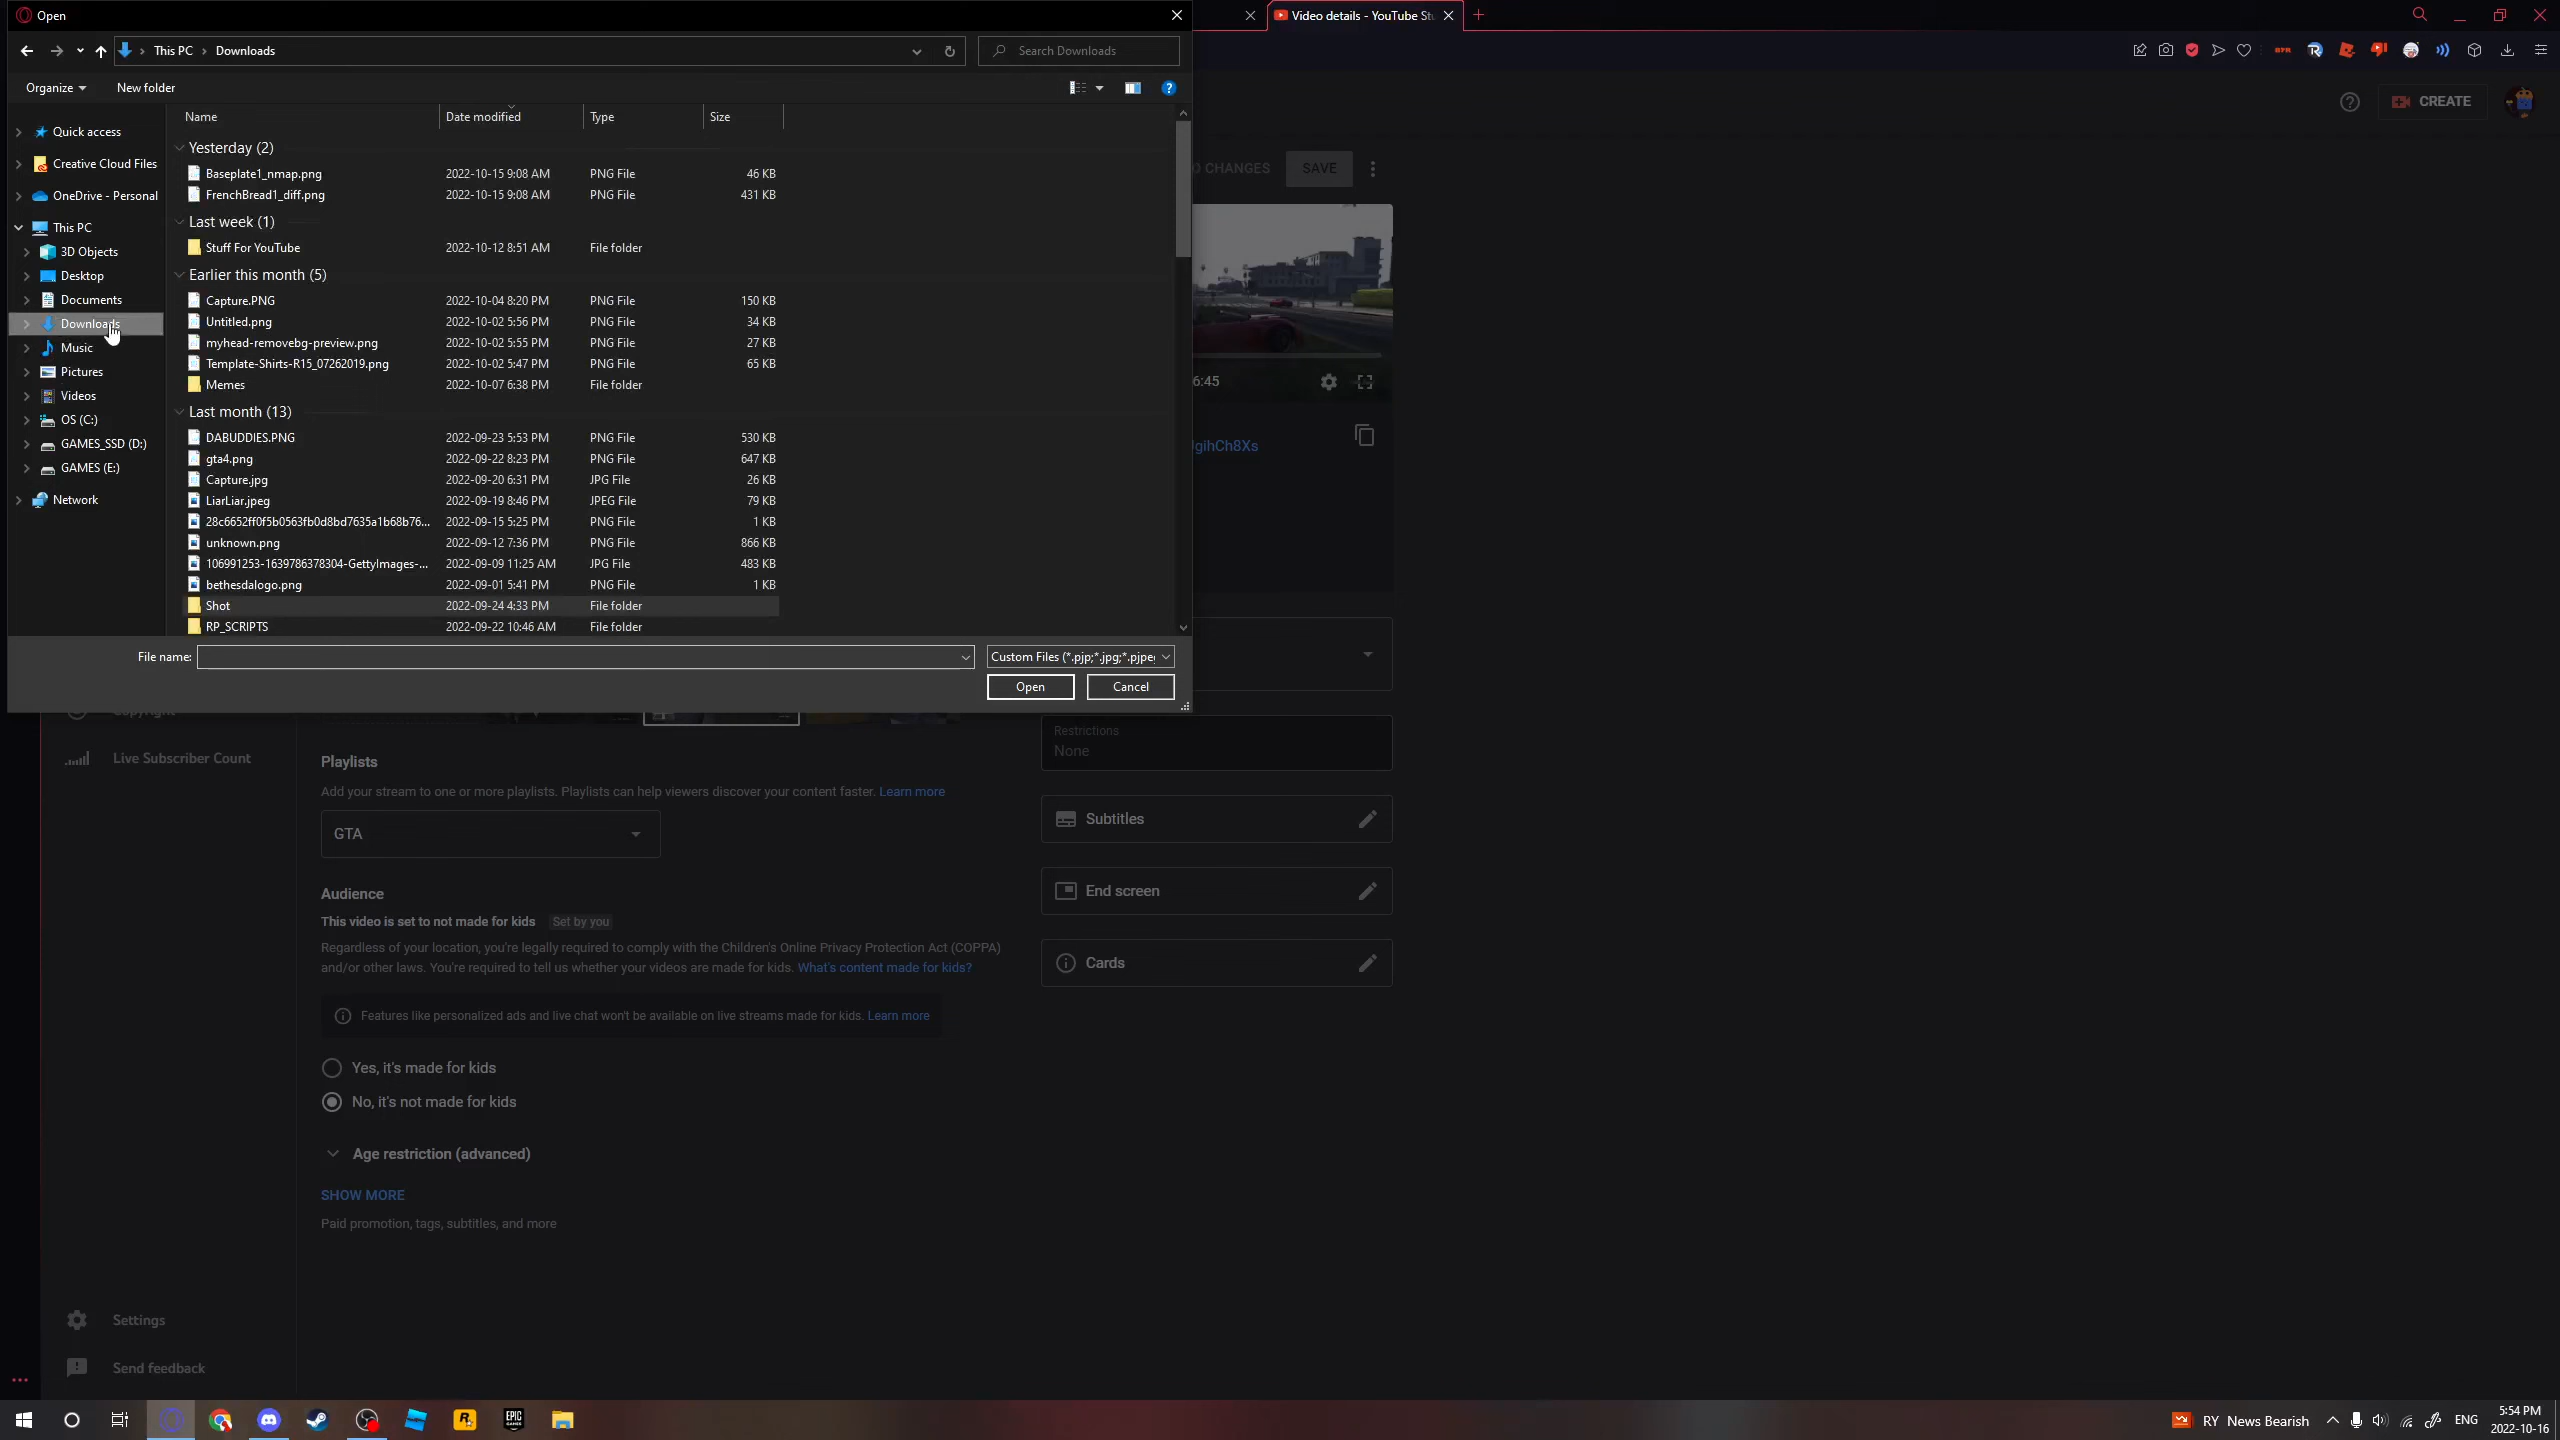 Open
Video details - YouTube Stu
This PC > Downloads
Search Downloads
Organize
New folder
CREATE
Name
Date modified
Type
Size
Quick access
Creative Cloud Files
OneDrive - Personal
This PC
3D Objects
Desktop
Documents
Downloads
Music
Pictures
Videos
OS (C:)
GAMES_SSD (D:)
GAMES (E:)
Network
Yesterday (2)
Baseplate1_nmap.png 2022-10-15 9:08 AM PNG File 46 KB
FrenchBread1_diff.png 2022-10-15 9:08 AM PNG File 431 KB
Last week (1)
Stuff For YouTube 2022-10-12 8:51 AM File folder
Earlier this month (5)
Capture.PNG 2022-10-04 8:20 PM PNG File 150 KB
Untitled.png 2022-10-02 5:56 PM PNG File 34 KB
myhead-removebg-preview.png 2022-10-02 5:55 PM PNG File 27 KB
Template-Shirts-R15_07262019.png 2022-10-02 5:47 PM PNG File 65 KB
Memes 2022-10-07 6:38 PM File folder
Last month (13)
DABUDDIES.PNG 2022-09-23 5:53 PM PNG File 530 KB
gta4.png 2022-09-22 8:23 PM PNG File 647 KB
Capture.jpg 2022-09-20 6:31 PM JPG File 26 KB
LiarLiar.jpeg 2022-09-19 8:46 PM JPEG File 79 KB
28c6652ff0f5b0563fb0d8bd7635a1b68b76... 2022-09-15 5:25 PM PNG File 1 KB
unknown.png 2022-09-12 7:36 PM PNG File 866 KB
106991253-1639786378304-GettyImages-... 2022-09-09 11:25 AM JPG File 483 KB
bethesdalogo.png 2022-09-01 5:41 PM PNG File 1 KB
Shot 2022-09-24 4:33 PM File folder
RP_SCRIPTS 2022-09-22 10:46 AM File folder
File name:
Custom Files (*.pjp;*.jpg;*.pjpe
Open
Cancel
O CHANGES
SAVE
6:45
gihCh8Xs
Copyright
Live Subscriber Count
Playlists
Add your stream to one or more playlists. Playlists can help viewers discover your content faster. Learn more
GTA
Audience
This video is set to not made for kids Set by you
Regardless of your location, you're legally required to comply with the Children's Online Privacy Protection Act (COPPA)
and/or other laws. You're required to tell us whether your videos are made for kids. What's content made for kids?
Features like personalized ads and live chat won't be available on live streams made for kids. Learn more
Yes, it's made for kids
No, it's not made for kids
Age restriction (advanced)
SHOW MORE
Paid promotion, tags, subtitles, and more
Restrictions
None
Subtitles
End screen
Cards
Settings
Send feedback
EPIC GAMES
RY News Bearish
ENG
5:54 PM
2022-10-16